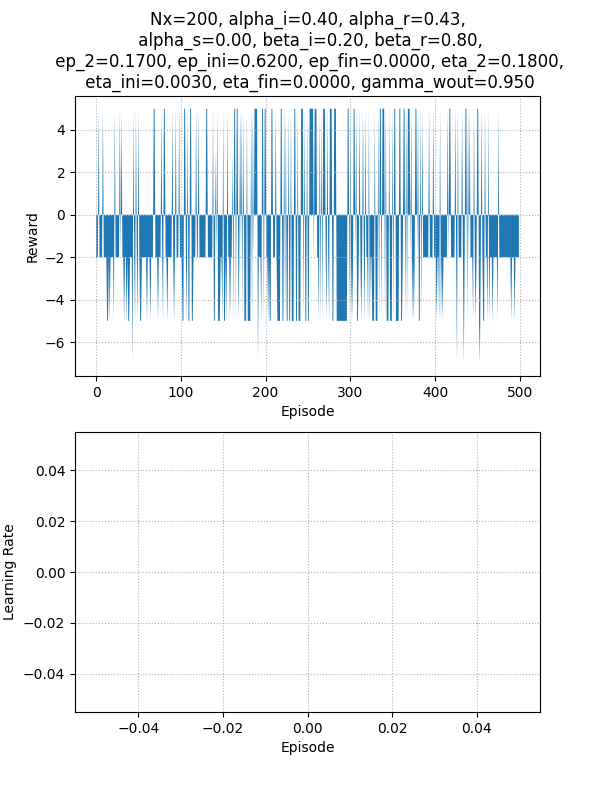 Nx=200, alpha_i=0.40, alpha_r=0.43,
alpha_s=0.00, beta_i=0.20, beta_r=0.80,
ep_2=0.1700, ep_ini=0.6200, ep_fin=0.0000, eta_2=0.1800,
eta_ini=0.0030, eta_fin=0.0000, gamma_wout=0.950
4
2
0
−2
−4
−6
Reward
0 100 200 300 400 500
Episode
0.04
0.02
0.00
−0.02
−0.04
Learning Rate
−0.04 −0.02 0.00 0.02 0.04
Episode